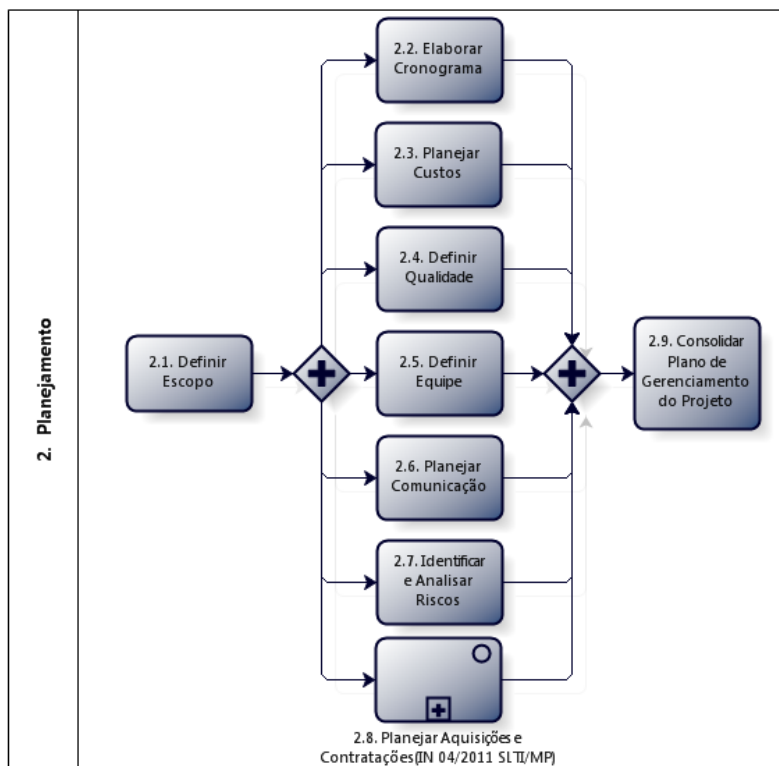 2. Planejamento
2.1. Definir
Escopo
2.2. Elaborar
Cronograma
2.3. Planejar
Custos
2.4. Definir
Qualidade
2.5. Definir
Equipe
2.6. Planejar
Comunicação
2.7. Identificar
e Analisar
Riscos
2.8. Planejar Aquisições e
Contratações(IN 04/2011 SLTI/MP)
2.9. Consolidar
Plano de
Gerenciamento
do Projeto